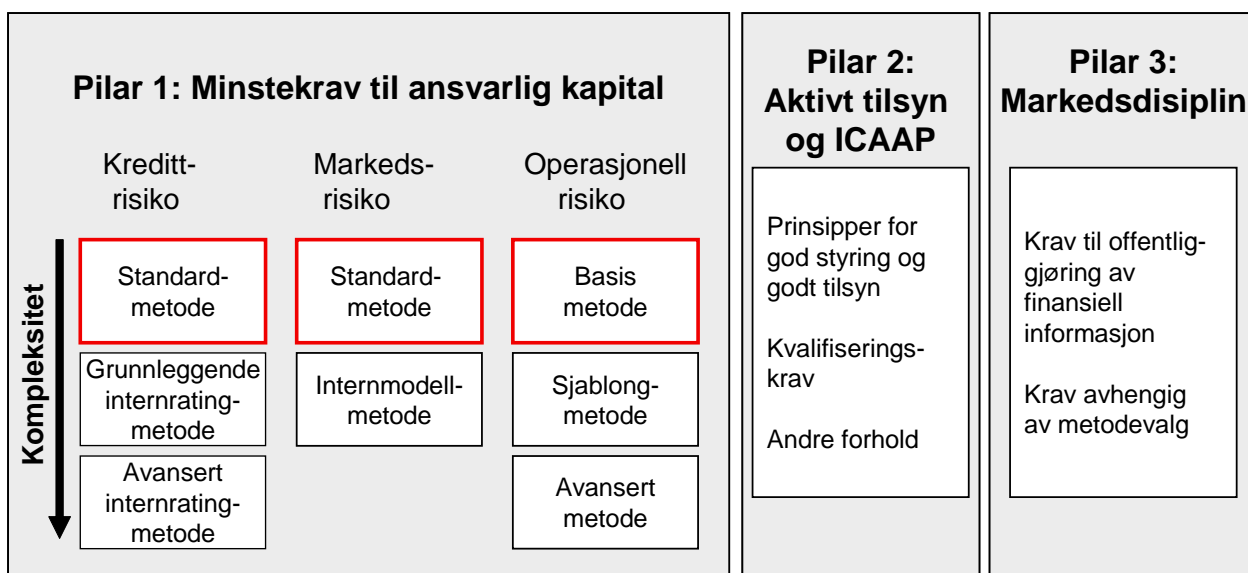 Pilar 1: Minstekrav til ansvarlig kapital
Kreditt-
risiko
Markeds-
risiko
Operasjonell
risiko
Kompleksitet
Standard-
metode
Standard-
metode
Basis
metode
Grunnleggende
internrating-
metode
Internmodell-
metode
Sjablong-
metode
Avansert
internrating-
metode
Avansert
metode
Pilar 2:
Aktivt tilsyn
og ICAAP
Prinsipper for
god styring og
godt tilsyn
Kvalifiserings-
krav
Andre forhold
Pilar 3:
Markedsdisiplin
Krav til offentlig-
gjøring av
finansiell
informasjon
Krav avhengig
av metodevalg